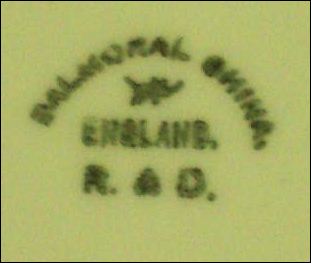 BALMORAL CHINA.
ENGLAND.
R. & D.